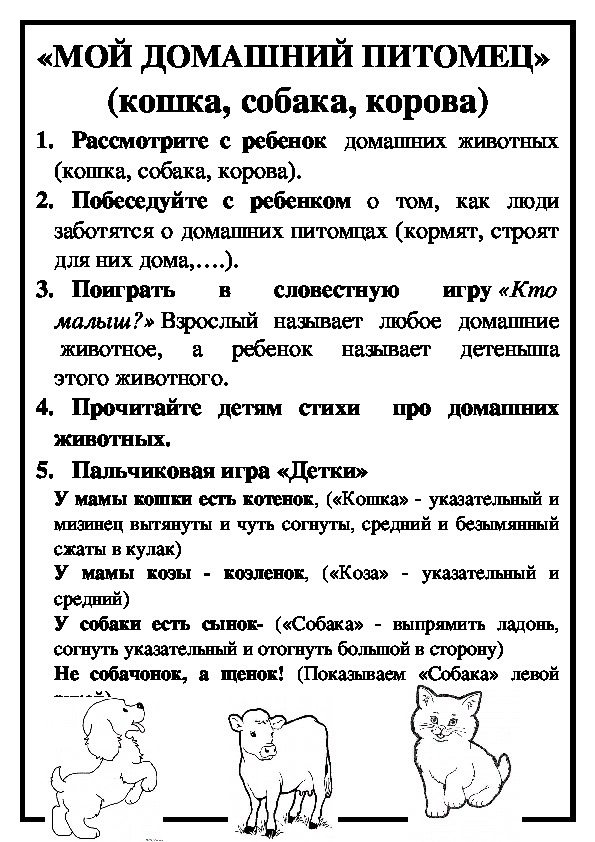 «МОЙ ДОМАШНИЙ ПИТОМЕЦ»
(кошка, собака, корова)
1. Рассмотрите с ребенок домашних животных
(кошка, собака, корова).
2. Побеседуйте с ребенком о том, как люди
заботятся о домашних питомцах (кормят, строят
для них дома,….).
3. Поиграть в словестную игру «Кто
малыш?» Взрослый называет любое домашние
животное, а ребенок называет детеныша
этого животного.
4. Прочитайте детям стихи про домашних
животных.
5. Пальчиковая игра «Детки»
У мамы кошки есть котенок, («Кошка» - указательный и
мизинец вытянуты и чуть согнуты, средний и безымянный
сжаты в кулак)
У мамы козы - козленок, («Коза» - указательный и
средний)
У собаки есть сынок- («Собака» - выпрямить ладонь,
согнуть указательный и отогнуть большой в сторону)
Не собачонок, а щенок! (Показываем «Собака» левой